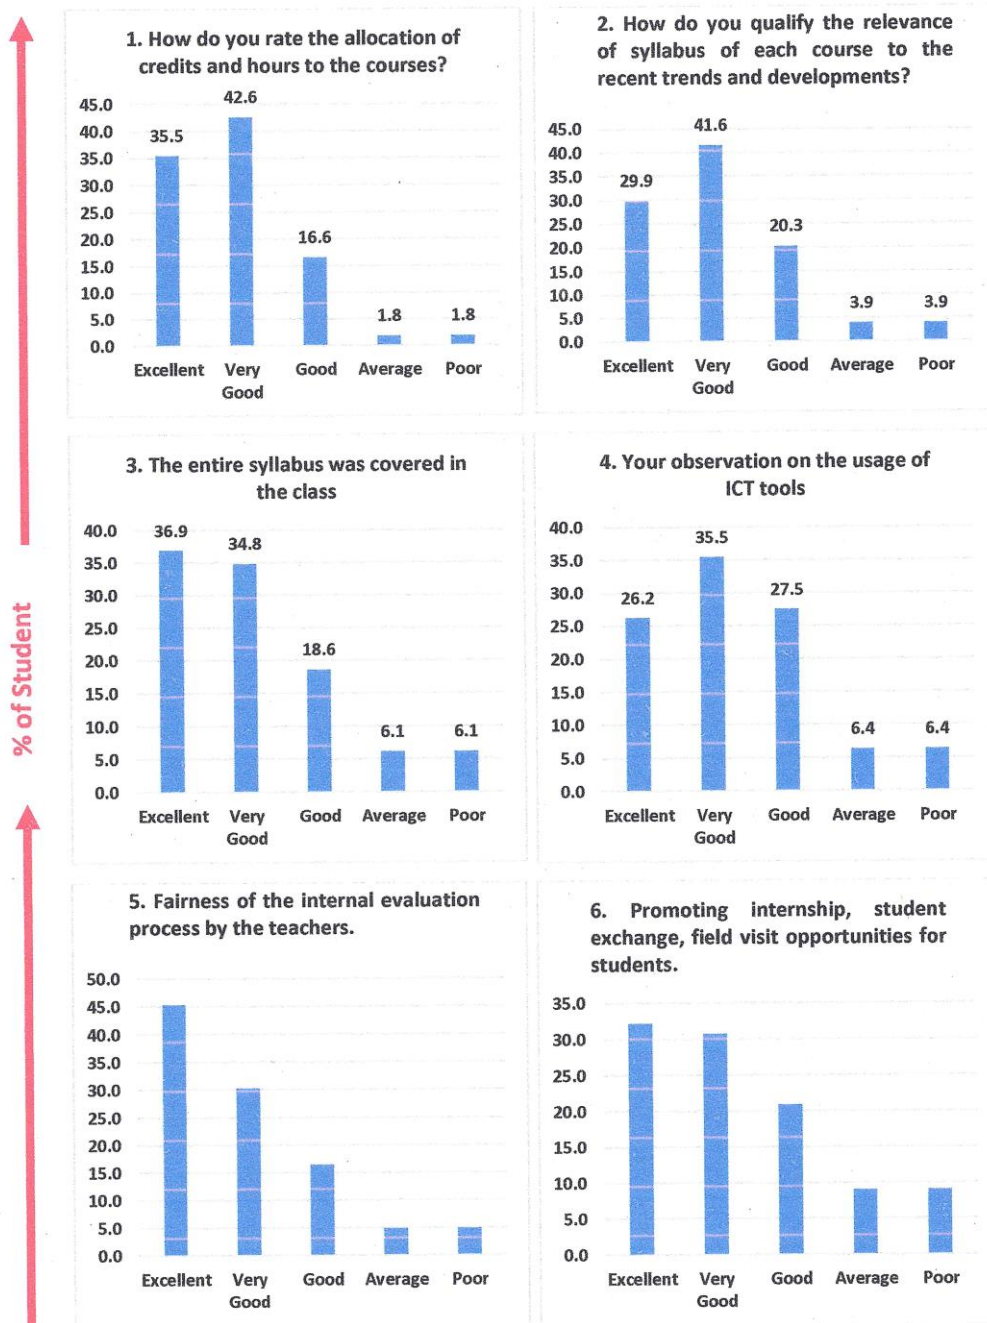 % of Student
1. How do you rate the allocation of
credits and hours to the courses?
45.0
40.0
35.0
30.0
25.0
20.0
15.0
10.0
5.0
0.0
35.5
42.6
16.6
1.8
1.8
Excellent Very Good Average Poor
Good
2. How do you qualify the relevance
of syllabus of each course to the
recent trends and developments?
45.0
40.0
35.0
30.0
25.0
20.0
15.0
10.0
5.0
0.0
29.9
41.6
20.3
3.9
3.9
Excellent Very Good Average Poor
Good
3. The entire syllabus was covered in
the class
40.0
35.0
30.0
25.0
20.0
15.0
10.0
5.0
0.0
36.9
34.8
18.6
6.1
6.1
Excellent Very Good Average Poor
Good
4. Your observation on the usage of
ICT tools
40.0
35.0
30.0
25.0
20.0
15.0
10.0
5.0
0.0
26.2
35.5
27.5
6.4
6.4
Excellent Very Good Average Poor
Good
5. Fairness of the internal evaluation
process by the teachers.
50.0
45.0
40.0
35.0
30.0
25.0
20.0
15.0
10.0
5.0
0.0
Excellent Very Good Average Poor
Good
6. Promoting internship, student
exchange, field visit opportunities for
students.
35.0
30.0
25.0
20.0
15.0
10.0
5.0
0.0
Excellent Very Good Average Poor
Good